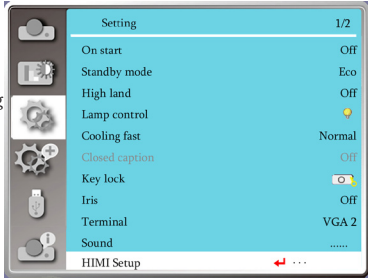 g
Setting 1/2
On start Off
Standby mode Eco
High land Off
Lamp control
Cooling fast Normal
Closed caption Off
Key lock
Iris Off
Terminal VGA 2
Sound ......
HIMI Setup ...